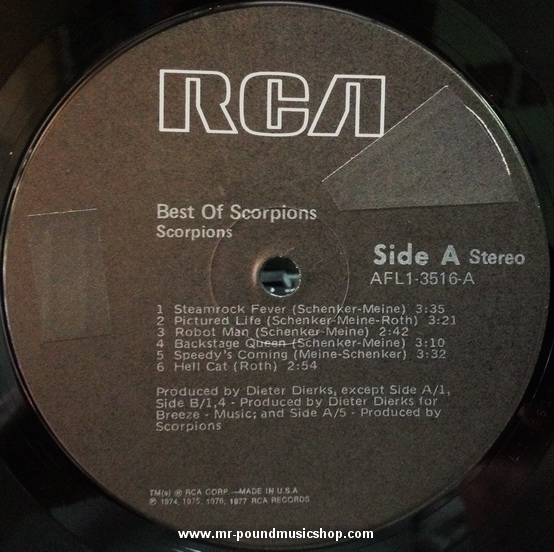 RCA
Best Of Scorpions
Scorpions
Side A Stereo
AFL1-3516-A
1 Steamrock Fever (Schenker-Meine) 3:35
2 Pictured Life (Schenker-Meine-Roth) 3:21
3 Robot Man (Schenker-Meine) 2:42
4 Backstage Queen (Schenker-Meine) 3:10
5 Speedy's Coming (Meine-Schenker) 3:32
6 Hell Cat (Roth) 2:54
Produced by Dieter Dierks, except Side A/1,
Side B/1,4 - Produced by Dieter Dierks for
Breeze - Music; and Side A/5 - Produced by
Scorpions
TM(s) ® RCA CORP. —MADE IN U.S.A
℗ 1974, 1975, 1976, 1977 RCA RECORDS
www.mr-poundmusicshop.com